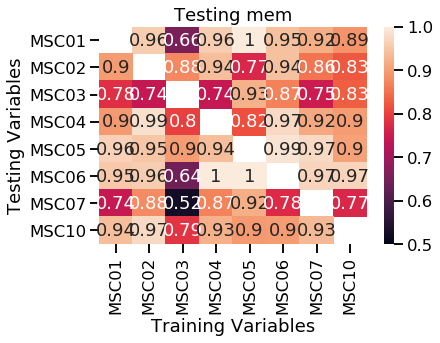 Testing mem
MSC01 0.96 0.66 0.96 1 0.95 0.92 0.89
MSC02 0.9 0.88 0.94 0.77 0.94 0.86 0.83
MSC03 0.78 0.74 0.74 0.93 0.87 0.75 0.83
MSC04 0.9 0.99 0.8 0.82 0.97 0.92 0.9
MSC05 0.96 0.95 0.9 0.94 0.99 0.97 0.9
MSC06 0.95 0.96 0.64 1 1 0.97 0.97
MSC07 0.74 0.88 0.52 0.87 0.92 0.78 0.77
MSC10 0.94 0.97 0.79 0.93 0.9 0.9 0.93
MSC01 MSC02 MSC03 MSC04 MSC05 MSC06 MSC07 MSC10
Training Variables
Testing Variables
1.0
0.9
0.8
0.7
0.6
0.5